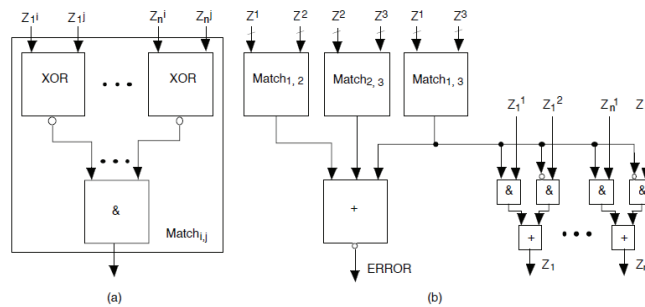 Z₁ⁱ Z₁ʲ Zₙⁱ Zₙʲ Z¹ Z² Z² Z³ Z¹ Z³
XOR XOR Match₁,₂ Match₂,₃ Match₁,₃
Z₁¹ Z₁² Zₙ¹
& & & &
& +
Matchᵢ,ⱼ + +
ERROR Z₁
(a) (b)